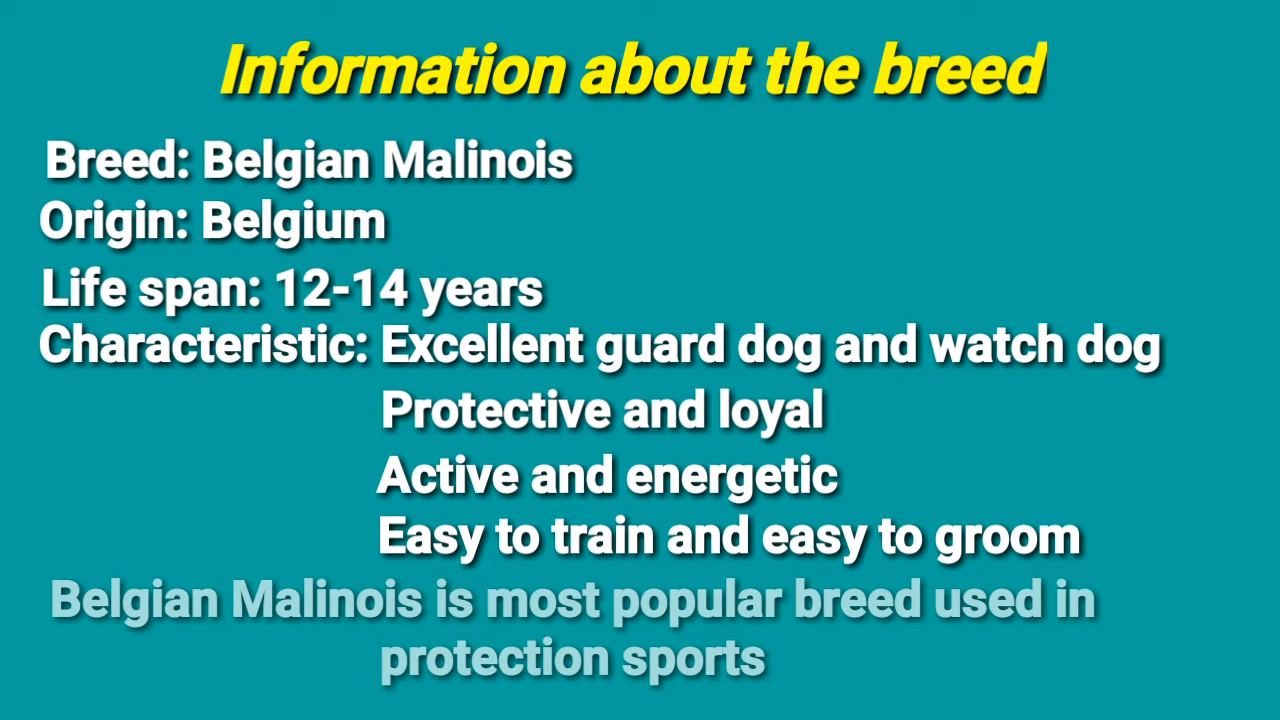 Information about the breed
Breed: Belgian Malinois
Origin: Belgium
Life span: 12-14 years
Characteristic: Excellent guard dog and watch dog
Protective and loyal
Active and energetic
Easy to train and easy to groom
Belgian Malinois is most popular breed used in
protection sports